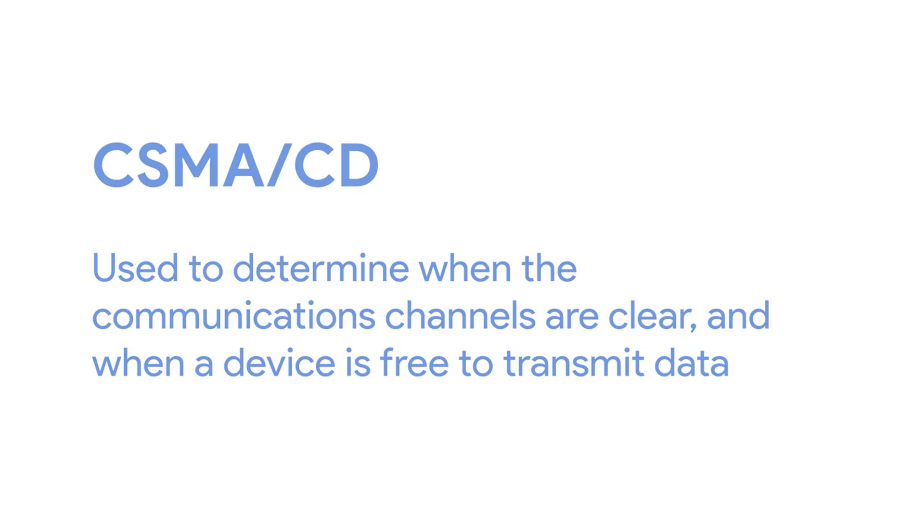 CSMA/CD
Used to determine when the
communications channels are clear, and
when a device is free to transmit data